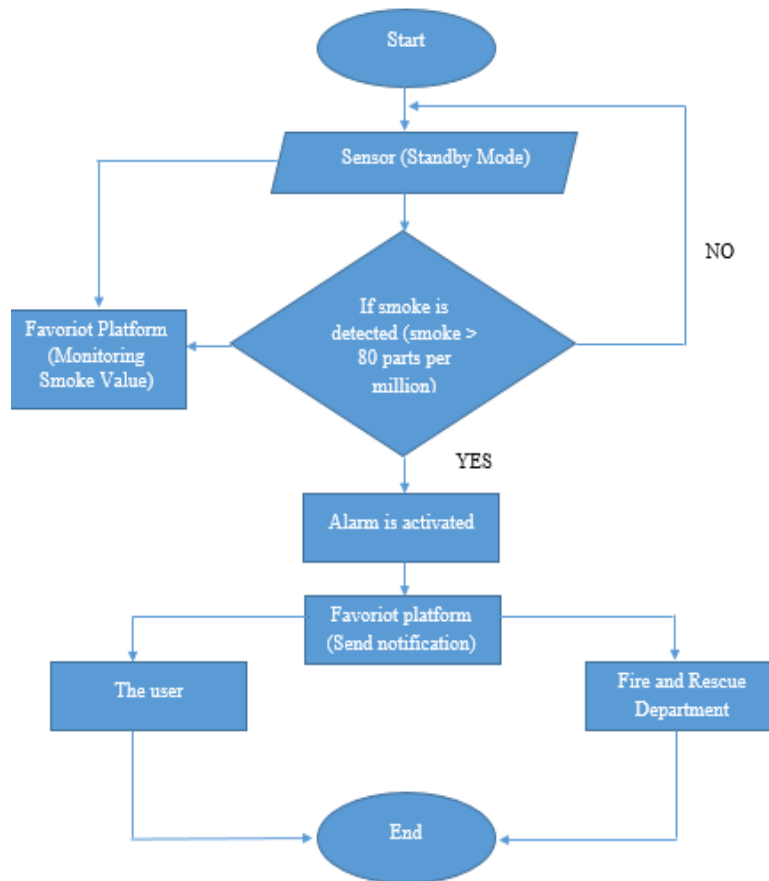 Start
Sensor (Standby Mode)
NO
If smoke is
detected (smoke >
80 parts per
million)
Favoriot Platform
(Monitoring
Smoke Value)
YES
Alarm is activated
Favoriot platform
(Send notification)
The user
Fire and Rescue
Department
End